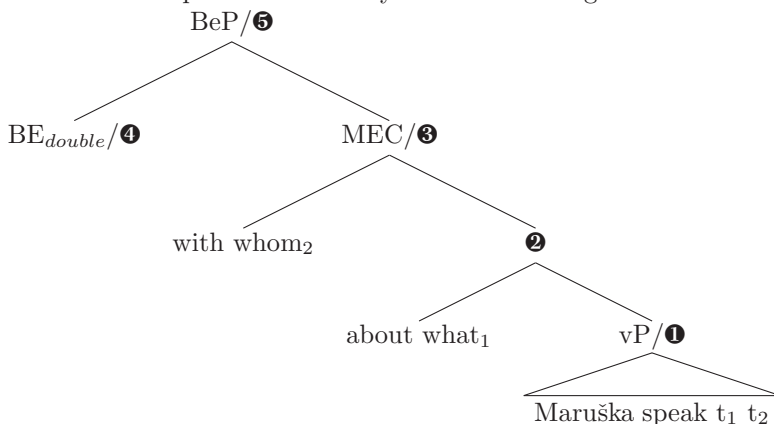 BeP/❺
BE_double/❹ MEC/❸
with whom₂ ❷
about what₁ vP/❶
Maruška speak t₁ t₂